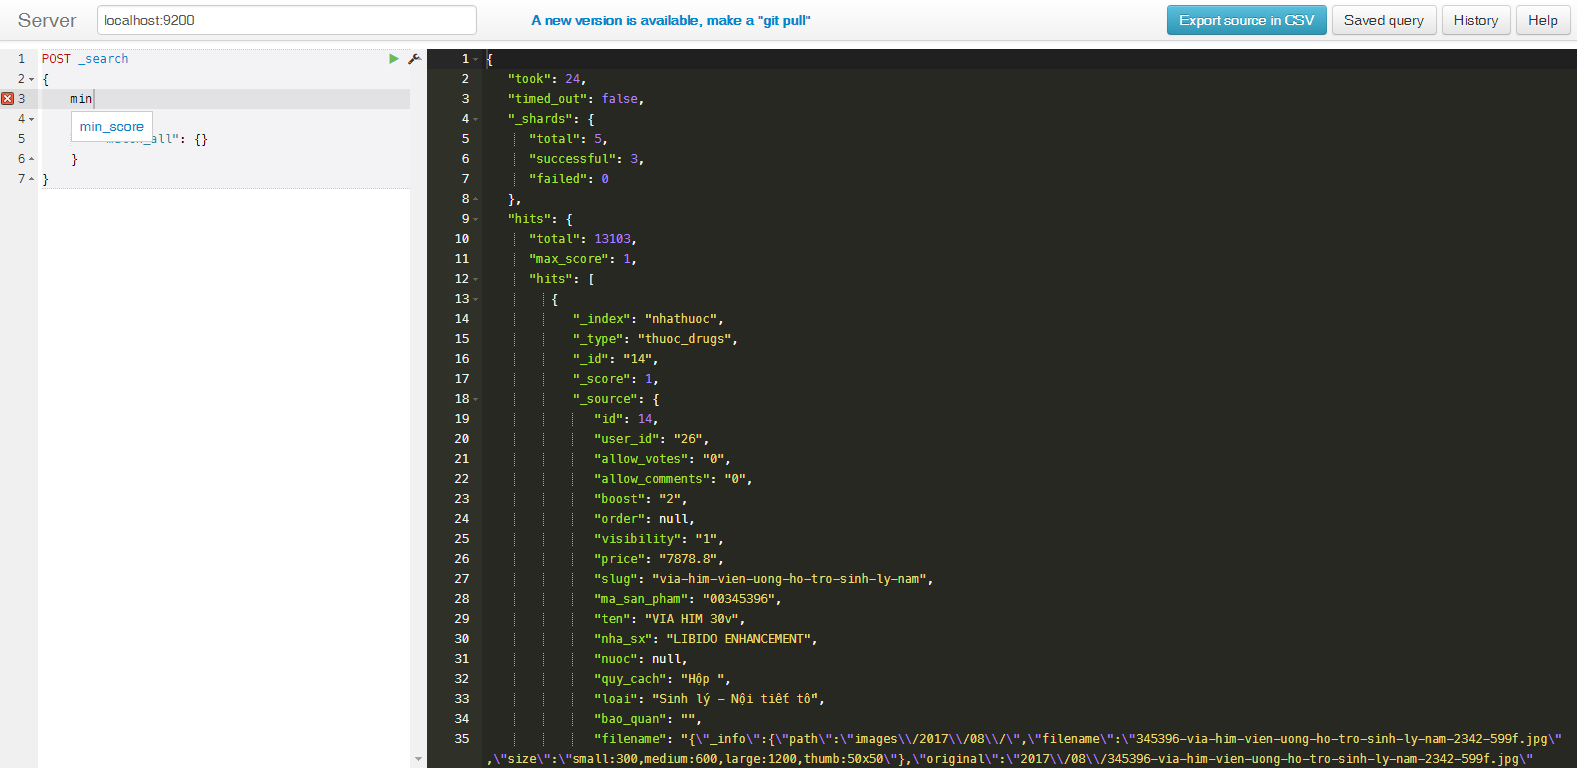 Server localhost:9200 A new version is available, make a "git pull" Export source in CSV Saved query History Help
1 POST _search
2 {
3 min
4
min_score
5 _all": {}
6 }
7 }
1 {
2 "took": 24,
3 "timed_out": false,
4 "_shards": {
5 "total": 5,
6 "successful": 3,
7 "failed": 0
8 },
9 "hits": {
10 "total": 13103,
11 "max_score": 1,
12 "hits": [
13 {
14 "_index": "nhathuoc",
15 "_type": "thuoc_drugs",
16 "_id": "14",
17 "_score": 1,
18 "_source": {
19 "id": 14,
20 "user_id": "26",
21 "allow_votes": "0",
22 "allow_comments": "0",
23 "boost": "2",
24 "order": null,
25 "visibility": "1",
26 "price": "7878.8",
27 "slug": "via-him-vien-uong-ho-tro-sinh-ly-nam",
28 "ma_san_pham": "00345396",
29 "ten": "VIA HIM 30v",
30 "nha_sx": "LIBIDO ENHANCEMENT",
31 "nuoc": null,
32 "quy_cach": "Hộp ",
33 "loai": "Sinh lý – Nội tiết tố",
34 "bao_quan": "",
35 "filename": "{\"_info\":{\"path\":\"images\\/2017\\/08\\/\",\"filename\":\"345396-via-him-vien-uong-ho-tro-sinh-ly-nam-2342-599f.jpg\"
,\"size\":\"small:300,medium:600,large:1200,thumb:50x50\"},\"original\":\"2017\\/08\\/345396-via-him-vien-uong-ho-tro-sinh-ly-nam-2342-599f.jpg\"